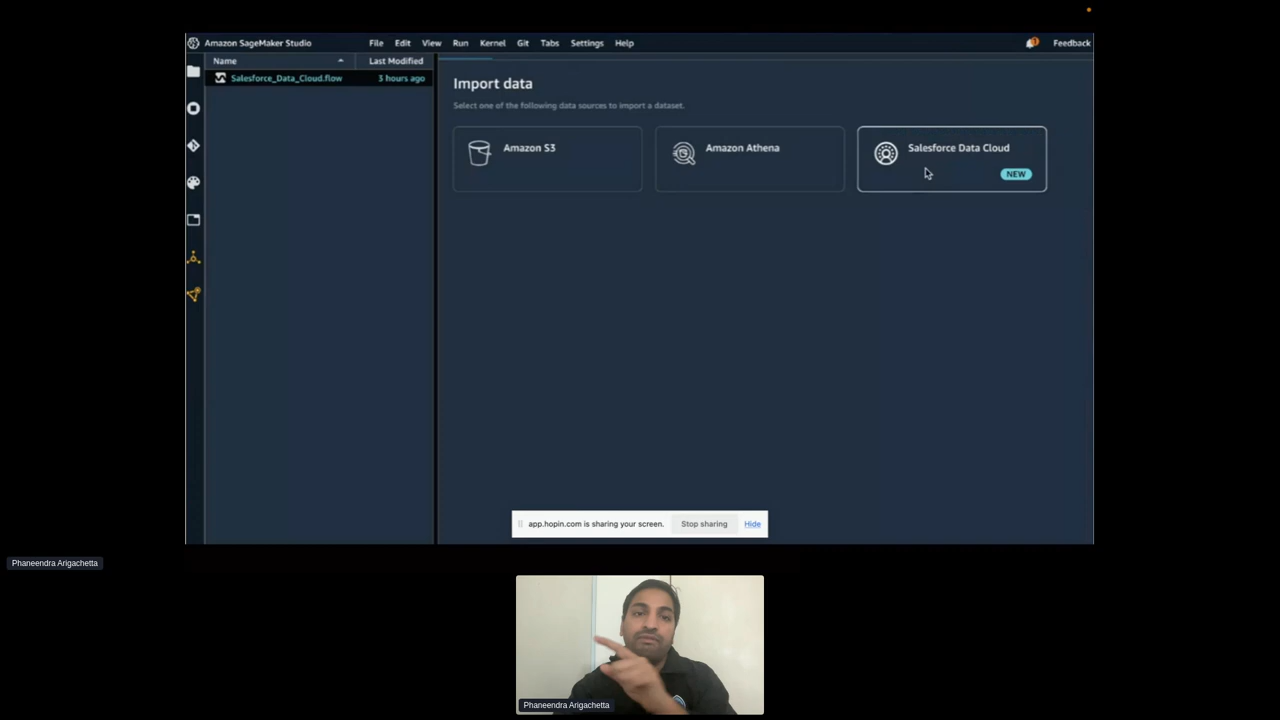 Amazon SageMaker Studio File Edit View Run Kernel Git Tabs Settings Help 1 Feedback
Name Last Modified
Salesforce_Data_Cloud.flow 3 hours ago
Import data
Select one of the following data sources to import a dataset.
Amazon S3
Amazon Athena
Salesforce Data Cloud
NEW
app.hopin.com is sharing your screen. Stop sharing Hide
Phaneendra Arigachetta
Phaneendra Arigachetta